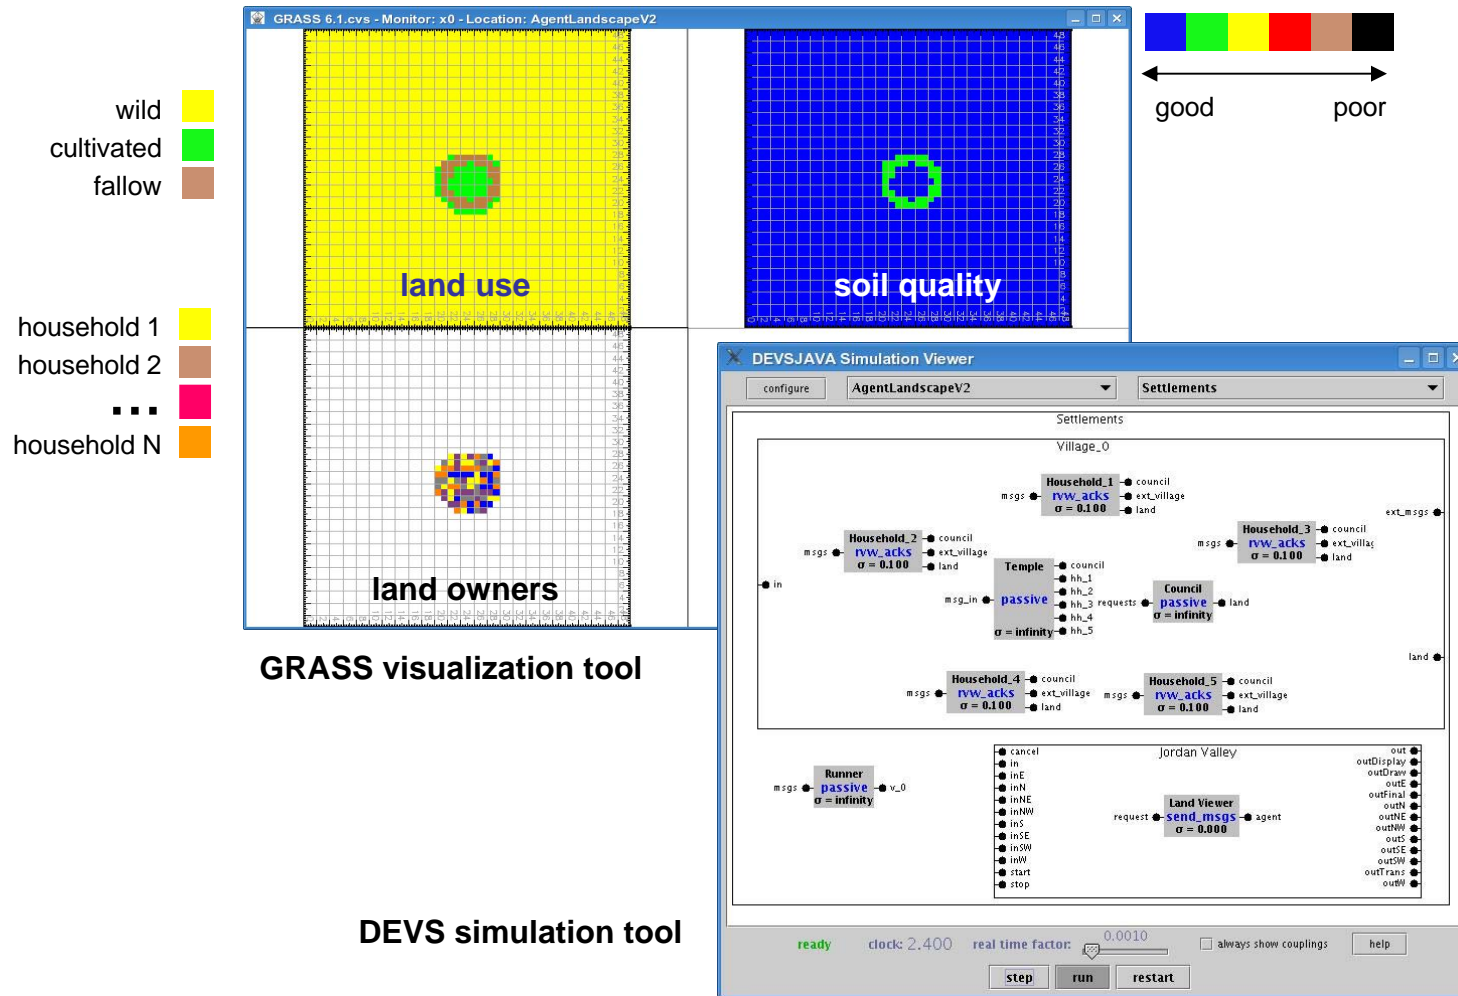 GRASS 6.1.cvs - Monitor: x0 - Location: AgentLandscapeV2
good poor
wild
cultivated
fallow
land use
soil quality
household 1
household 2
...
household N
land owners
GRASS visualization tool
DEVSJAVA Simulation Viewer
configure AgentLandscapeV2 Settlements
Settlements
Village_0
Household_1
msgs rvw_acks council
ext_village
σ = 0.100 land
ext_msgs
Household_2
msgs rvw_acks council
ext_village
σ = 0.100 land
Household_3
msgs rvw_acks council
ext_villag
σ = 0.100 land
in
Temple
msg_in passive
σ = infinity
council
hh_1
hh_2
hh_3
hh_4
hh_5
Council
requests passive land
σ = infinity
land
Household_4
msgs rvw_acks council
ext_village
σ = 0.100 land
Household_5
msgs rvw_acks council
ext_village
σ = 0.100 land
Runner
msgs passive v_0
σ = infinity
Jordan Valley
cancel
in
inE
inN
inNE
inNW
inS
inSE
inSW
inW
start
stop
Land Viewer
request send_msgs agent
σ = 0.000
out
outDisplay
outDraw
outE
outFinal
outN
outNE
outNW
outS
outSE
outSW
outTrans
outW
DEVS simulation tool
ready clock: 2.400 real time factor: 0.0010 always show couplings help
step run restart